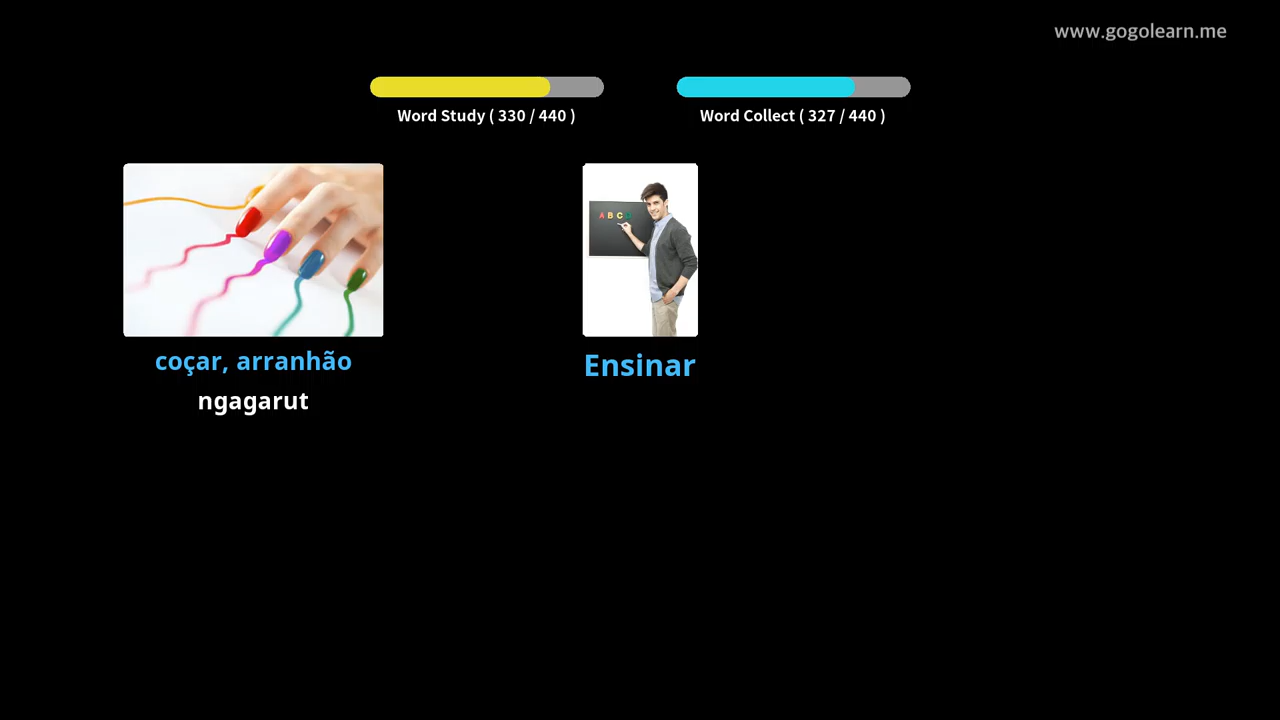 www.gogolearn.me
Word Study ( 330 / 440 )
Word Collect ( 327 / 440 )
A B C D
coçar, arranhão
ngagarut
Ensinar